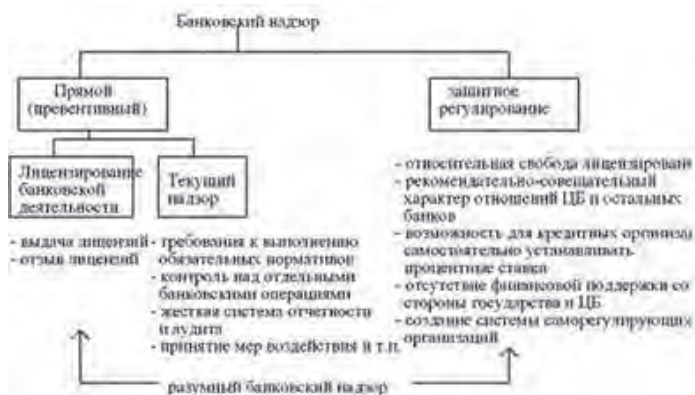 Банковский надзор
Прямой
(превентивный)
защитное
регулирование
Лицензирование
банковской
деятельности
Текущий
надзор
- выдача лицензий
- отзыв лицензий
- требования к выполнению
обязательных нормативов
- контроль над отдельными
банковскими операциями
- жесткая система отчетности
и аудита
- принятие мер воздействия и т.п.
- относительная свобода лицензирован
- рекомендательно-совещательный
характер отношений ЦБ и остальных
банков
- возможность для кредитных организа
самостоятельно устанавливать
процентные ставки
- отсутствие финансовой поддержки со
стороны государства и ЦБ
- создание системы саморегулирующих
организаций
разумный банковский надзор